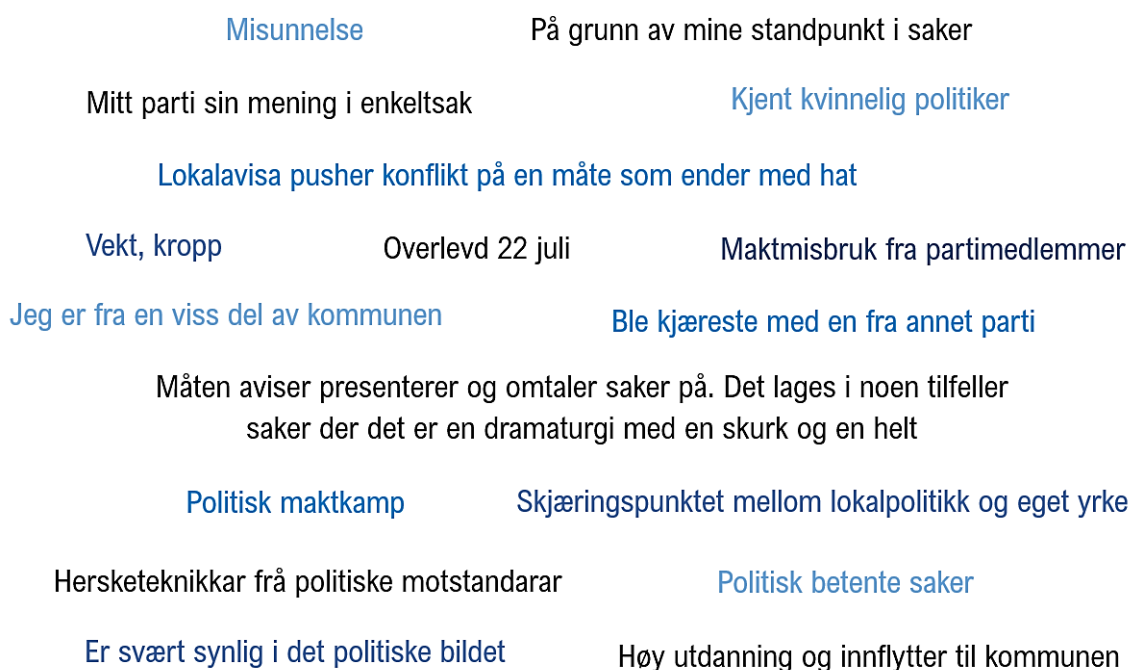 Misunnelse
På grunn av mine standpunkt i saker
Mitt parti sin mening i enkeltsak
Kjent kvinnelig politiker
Lokalavisa pusher konflikt på en måte som ender med hat
Vekt, kropp
Overlevd 22 juli
Maktmisbruk fra partimedlemmer
Jeg er fra en viss del av kommunen
Ble kjæreste med en fra annet parti
Måten aviser presenterer og omtaler saker på. Det lages i noen tilfeller
saker der det er en dramaturgi med en skurk og en helt
Politisk maktkamp
Skjæringspunktet mellom lokalpolitikk og eget yrke
Hersketeknikkar frå politiske motstandarar
Politisk betente saker
Er svært synlig i det politiske bildet
Høy utdanning og innflytter til kommunen